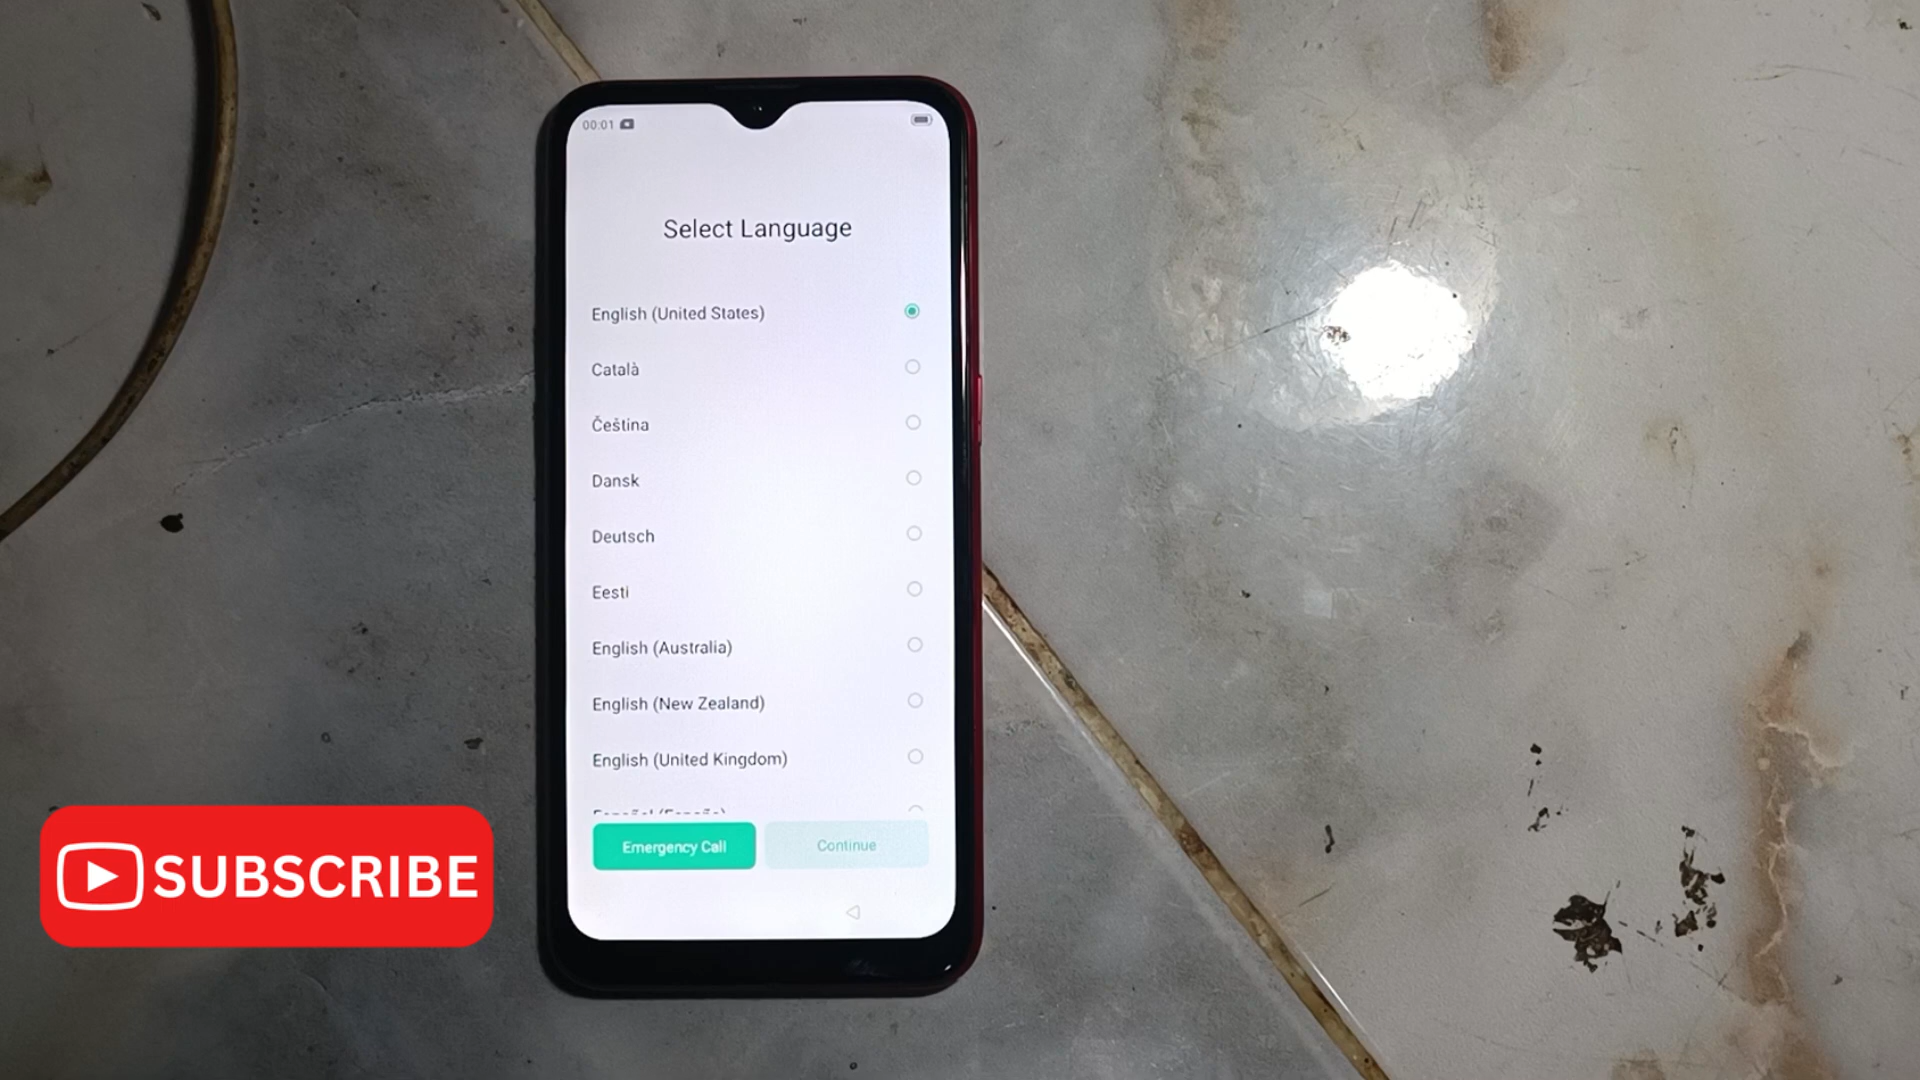 00:01
Select Language
English (United States)
Català
Čeština
Dansk
Deutsch
Eesti
English (Australia)
English (New Zealand)
English (United Kingdom)
Emergency Call
Continue
SUBSCRIBE